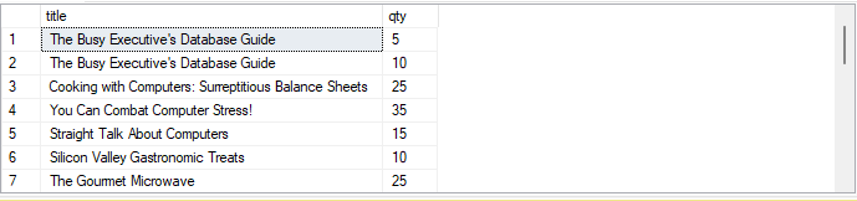 title qty
1 The Busy Executive's Database Guide 5
2 The Busy Executive's Database Guide 10
3 Cooking with Computers: Surreptitious Balance Sheets 25
4 You Can Combat Computer Stress! 35
5 Straight Talk About Computers 15
6 Silicon Valley Gastronomic Treats 10
7 The Gourmet Microwave 25